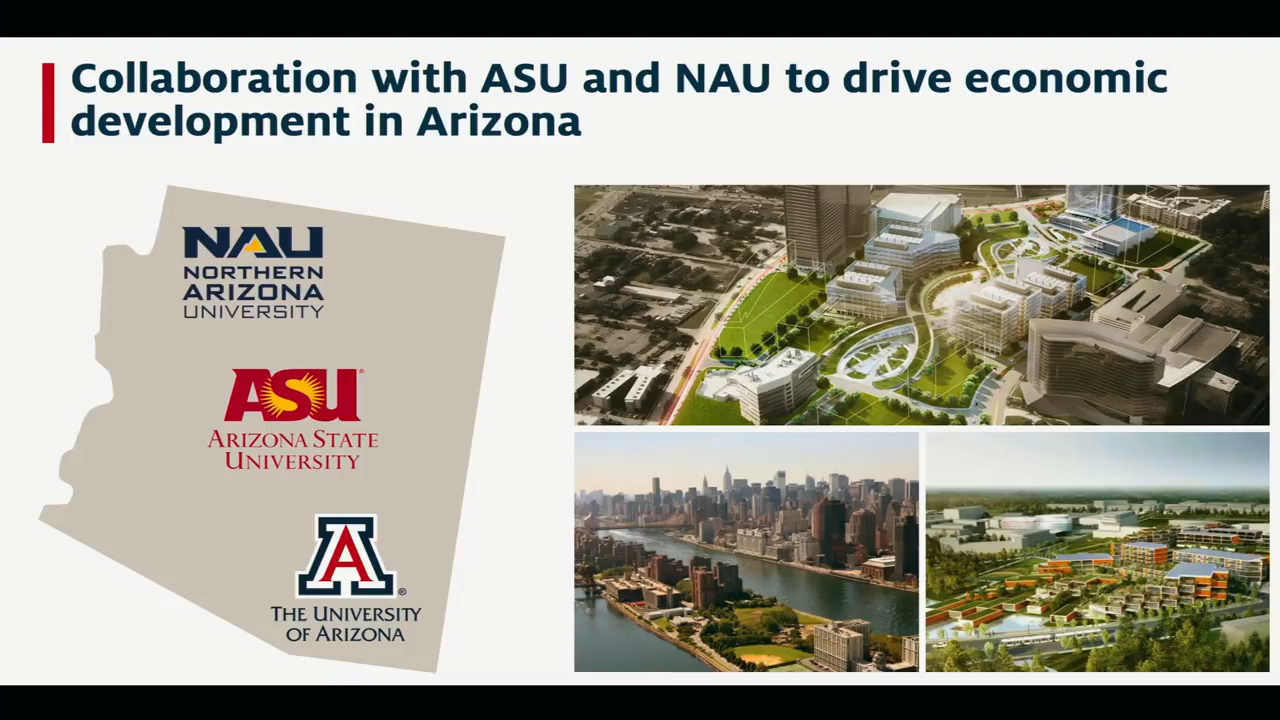 Collaboration with ASU and NAU to drive economic
development in Arizona
NAU
NORTHERN
ARIZONA
UNIVERSITY
ASU®
ARIZONA STATE
UNIVERSITY
A®
THE UNIVERSITY
OF ARIZONA